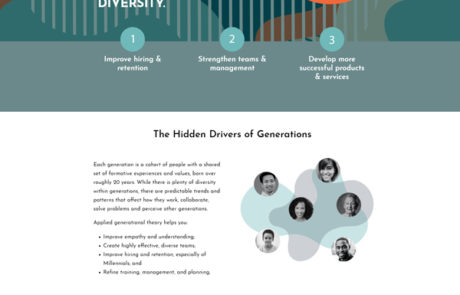 DIVERSITY.
1
2
3
Improve hiring &
retention
Strengthen teams &
management
Develop more
successful products
& services
The Hidden Drivers of Generations
Each generation is a cohort of people with a shared
set of formative experiences and values, born over
roughly 20 years. While there is plenty of diversity
within generations, there are predictable trends and
patterns that affect how they work, collaborate,
solve problems and perceive other generations.
Applied generational theory helps you:
• Improve empathy and understanding;
• Create highly effective, diverse teams;
• Improve hiring and retention, especially of
Millennials; and
• Refine training, management, and planning.